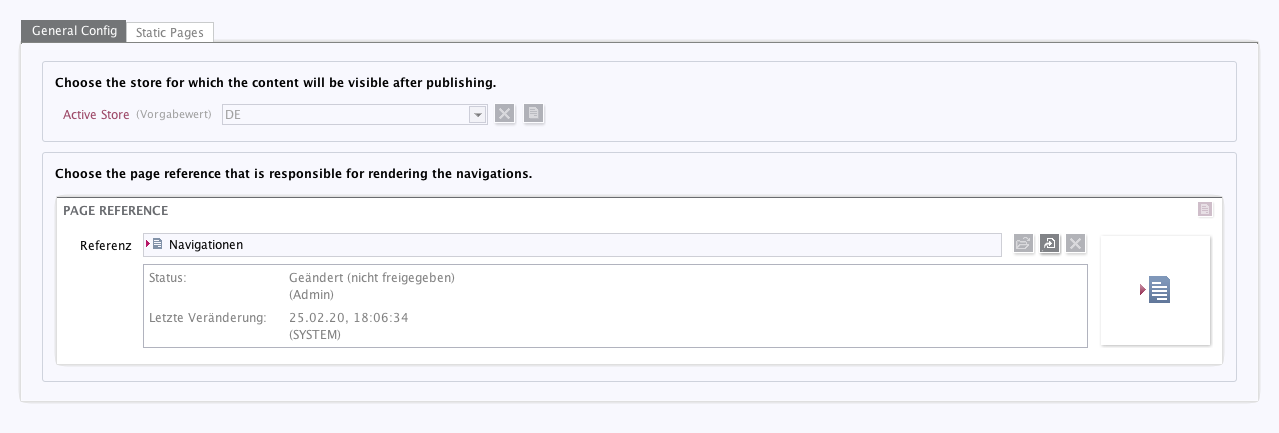 General Config
Static Pages
Choose the store for which the content will be visible after publishing.
Active Store (Vorgabewert) DE
Choose the page reference that is responsible for rendering the navigations.
PAGE REFERENCE
Referenz Navigationen
Status: Geändert (nicht freigegeben)
(Admin)
Letzte Veränderung: 25.02.20, 18:06:34
(SYSTEM)